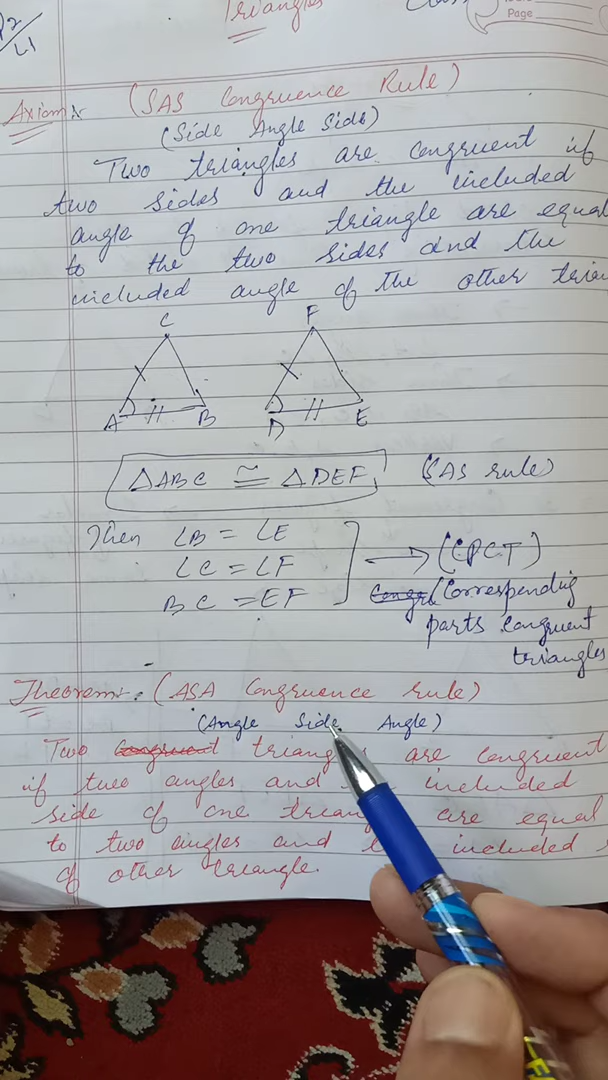 Triangles
Page
Axiom:- (SAS Congruence Rule)
(Side Angle Side)
Two triangles are congruent if
two sides and the included
angle of one triangle are equal
to the two sides and the
included angle of the other
C F
A B D E
△ABC ≅ △DEF, (SAS rule)
Then ∠B = ∠E
∠C = ∠F → (CPCT)
BC = EF (Corresponding
parts congruent
triangles
Theorem:- (ASA Congruence rule)
(Angle Side Angle)
Two congruent triangles are congruent
if two angles and included
side of one are equal
to two angles and included
of other triangle.